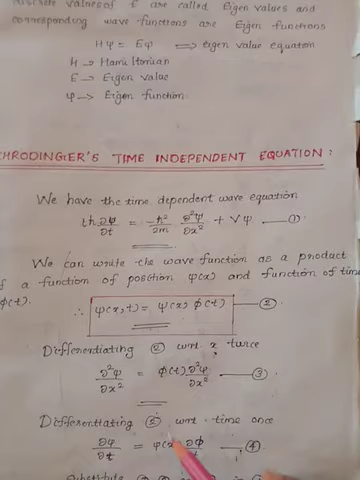 discrete values of E are called Eigen values and
corresponding wave functions are Eigen functions
Hψ = Eψ ⟹ eigen value equation
H → Hamiltonian
E → Eigen value
ψ → Eigen function.
SCHRODINGER'S TIME INDEPENDENT EQUATION:
We have the time dependent wave equation
iħ ∂ψ/∂t = -ħ²/2m ∂²ψ/∂x² + Vψ —①
We can write the wave function as a product
of a function of position ψ(x) and function of time
ϕ(t).
∴ ψ(x,t) = ψ(x) ϕ(t) —②
Differentiating ② wrt x twice
∂²ψ/∂x² = ϕ(t) ∂²ψ/∂x² —③
Differentiating ② wrt time once
∂ψ/∂t = ψ(x) ∂ϕ/∂t —④
Substitute